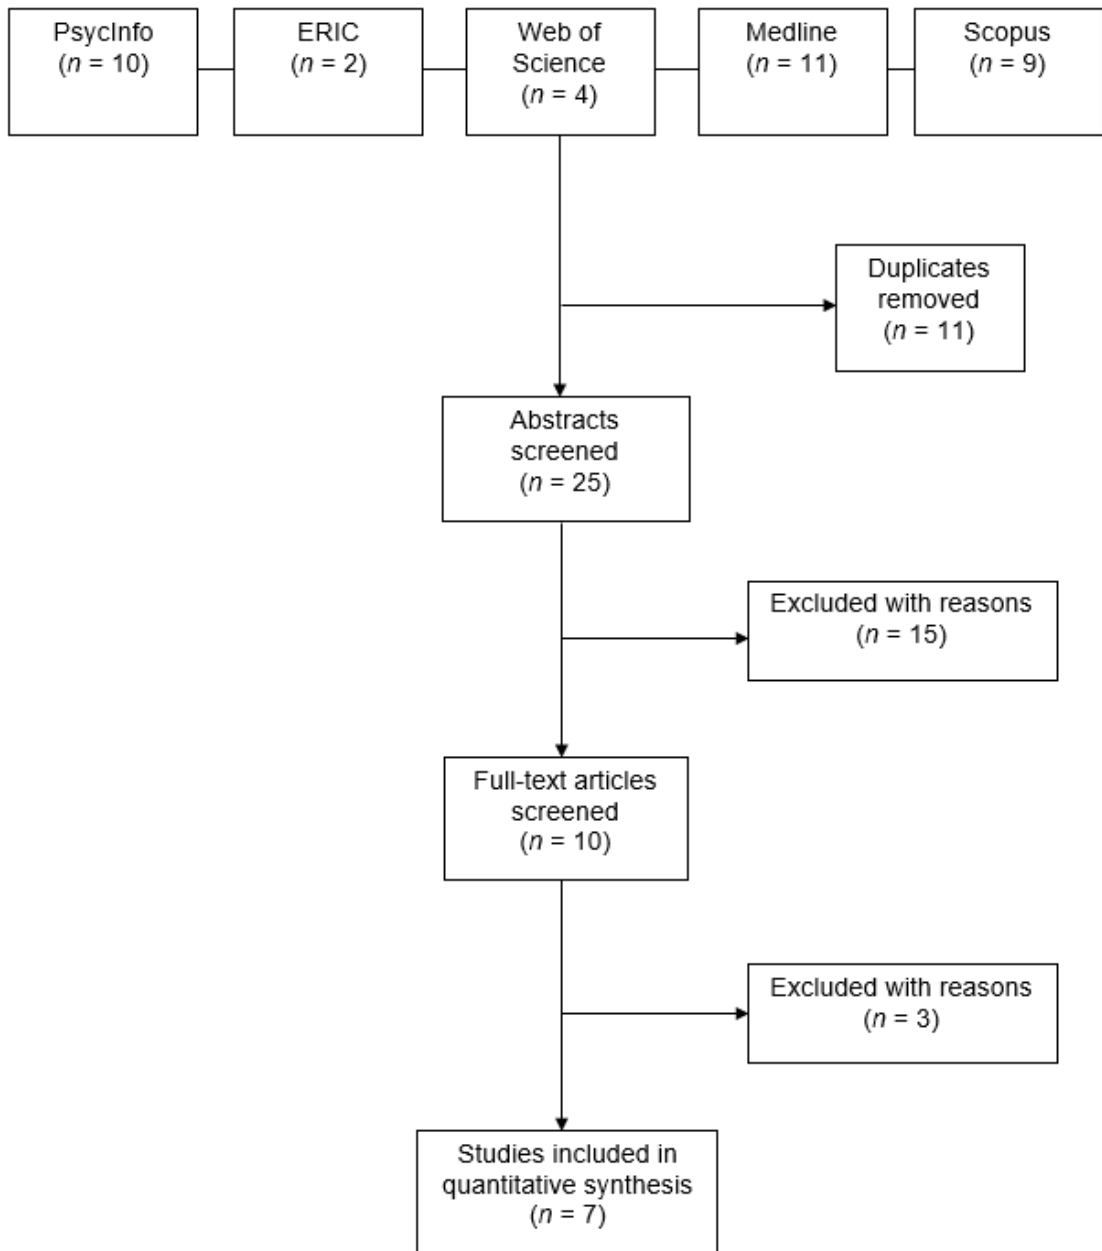 PsycInfo
(n = 10)
ERIC
(n = 2)
Web of
Science
(n = 4)
Medline
(n = 11)
Scopus
(n = 9)
Duplicates
removed
(n = 11)
Abstracts
screened
(n = 25)
Excluded with reasons
(n = 15)
Full-text articles
screened
(n = 10)
Excluded with reasons
(n = 3)
Studies included in
quantitative synthesis
(n = 7)